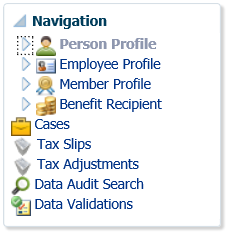 Navigation
Person Profile
Employee Profile
Member Profile
Benefit Recipient
Cases
Tax Slips
Tax Adjustments
Data Audit Search
Data Validations